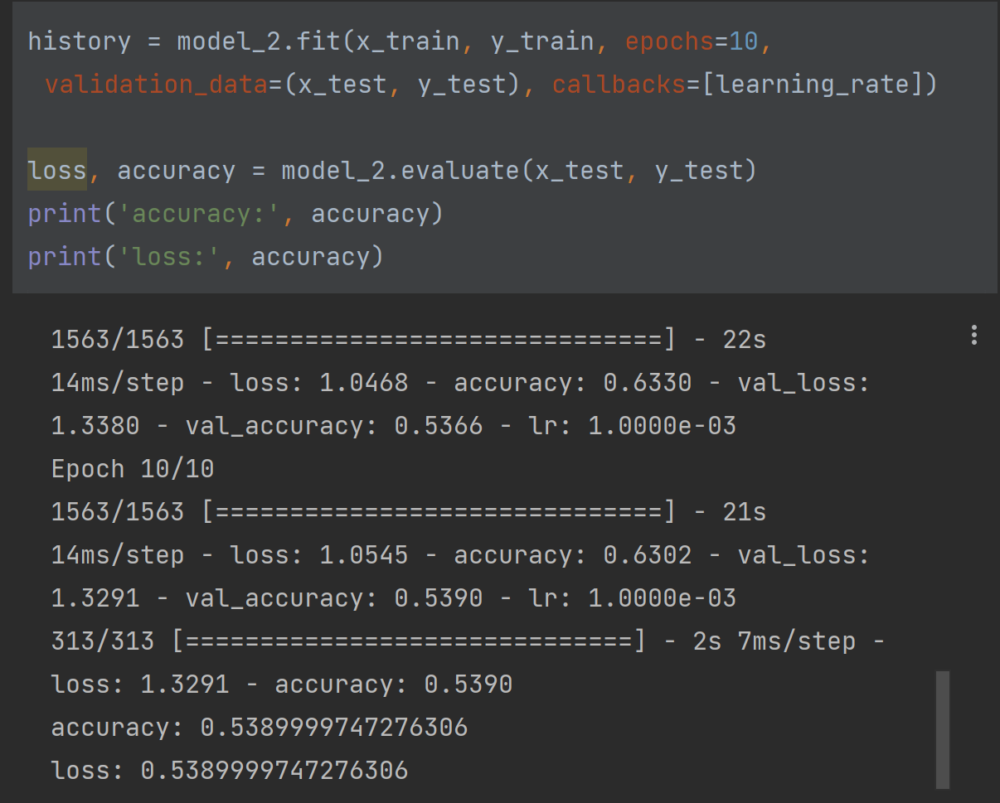 history = model_2.fit(x_train, y_train, epochs=10,
 validation_data=(x_test, y_test), callbacks=[learning_rate])
loss, accuracy = model_2.evaluate(x_test, y_test)
print('accuracy:', accuracy)
print('loss:', accuracy)
1563/1563 [==============================] - 22s
14ms/step - loss: 1.0468 - accuracy: 0.6330 - val_loss:
1.3380 - val_accuracy: 0.5366 - lr: 1.0000e-03
Epoch 10/10
1563/1563 [==============================] - 21s
14ms/step - loss: 1.0545 - accuracy: 0.6302 - val_loss:
1.3291 - val_accuracy: 0.5390 - lr: 1.0000e-03
313/313 [==============================] - 2s 7ms/step -
loss: 1.3291 - accuracy: 0.5390
accuracy: 0.5389999747276306
loss: 0.5389999747276306